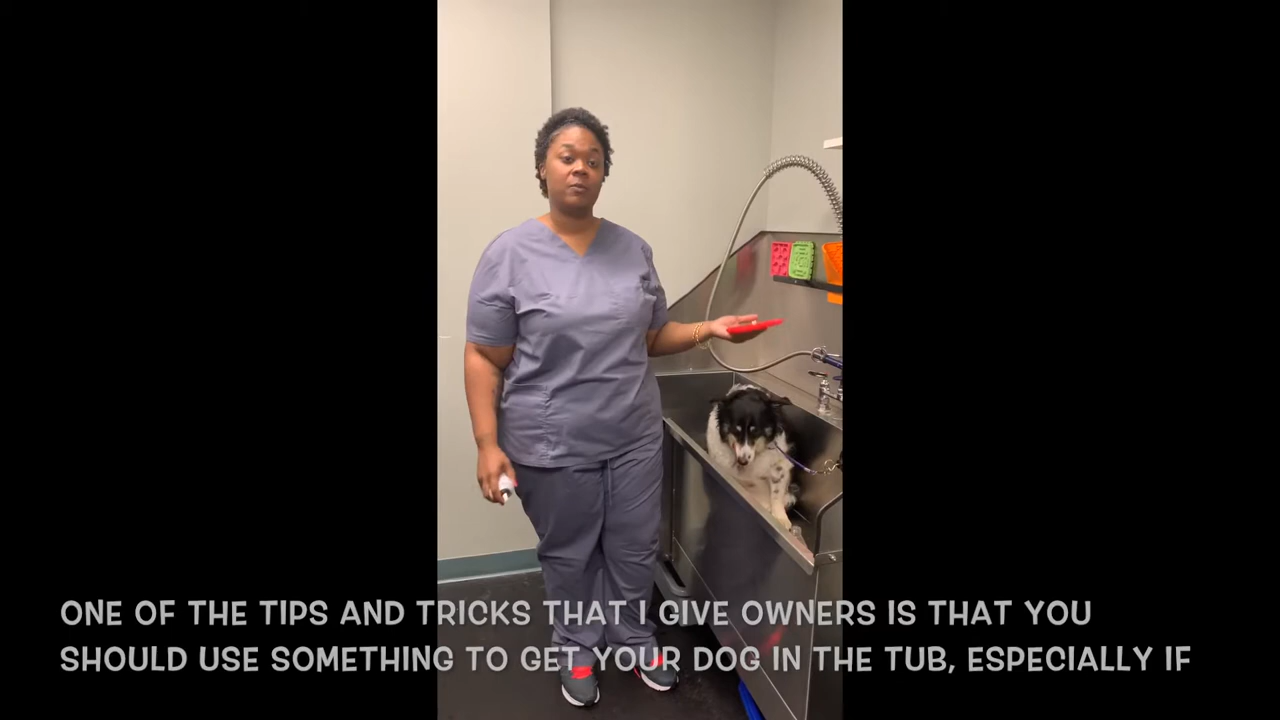 ONE OF THE TIPS AND TRICKS THAT I GIVE OWNERS IS THAT YOU
SHOULD USE SOMETHING TO GET YOUR DOG IN THE TUB, ESPECIALLY IF